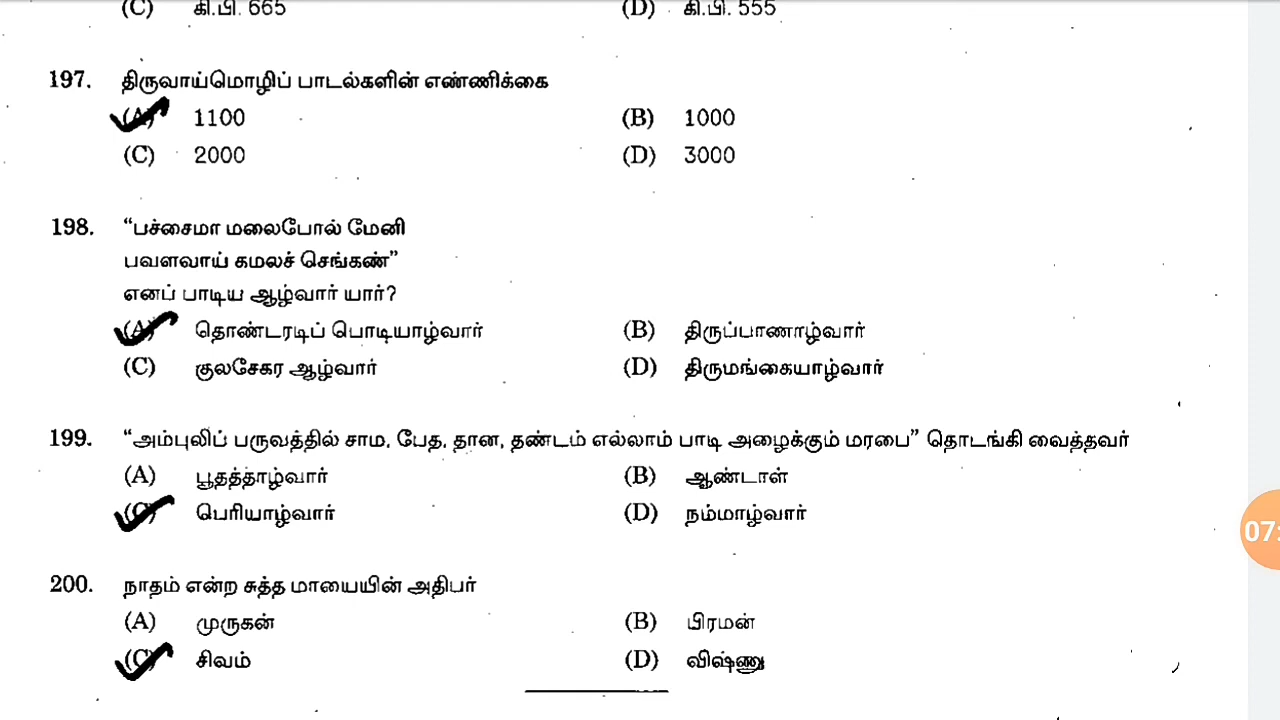 (C) கி.பி. 665 (D) கி.பி. 555
197. திருவாய்மொழிப் பாடல்களின் எண்ணிக்கை
(A) 1100 (B) 1000
(C) 2000 (D) 3000
198. “பச்சைமா மலைபோல் மேனி
பவளவாய் கமலச் செங்கண்”
எனப் பாடிய ஆழ்வார் யார்?
(A) தொண்டரடிப் பொடியாழ்வார் (B) திருப்பாணாழ்வார்
(C) குலசேகர ஆழ்வார் (D) திருமங்கையாழ்வார்
199. “அம்புலிப் பருவத்தில் சாம, பேத, தான, தண்டம் எல்லாம் பாடி அழைக்கும் மரபை” தொடங்கி வைத்தவர்
(A) பூதத்தாழ்வார் (B) ஆண்டாள்
(C) பெரியாழ்வார் (D) நம்மாழ்வார்
200. நாதம் என்ற சுத்த மாயையின் அதிபர்
(A) முருகன் (B) பிரமன்
(C) சிவம் (D) விஷ்ணு